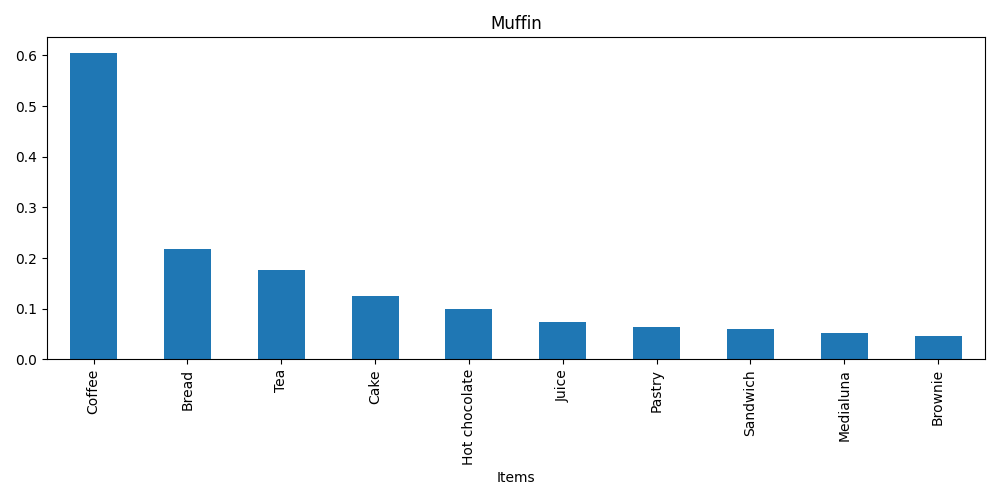 Muffin
0.6
0.5
0.4
0.3
0.2
0.1
0.0
Coffee
Bread
Tea
Cake
Hot chocolate
Juice
Pastry
Sandwich
Medialuna
Brownie
Items